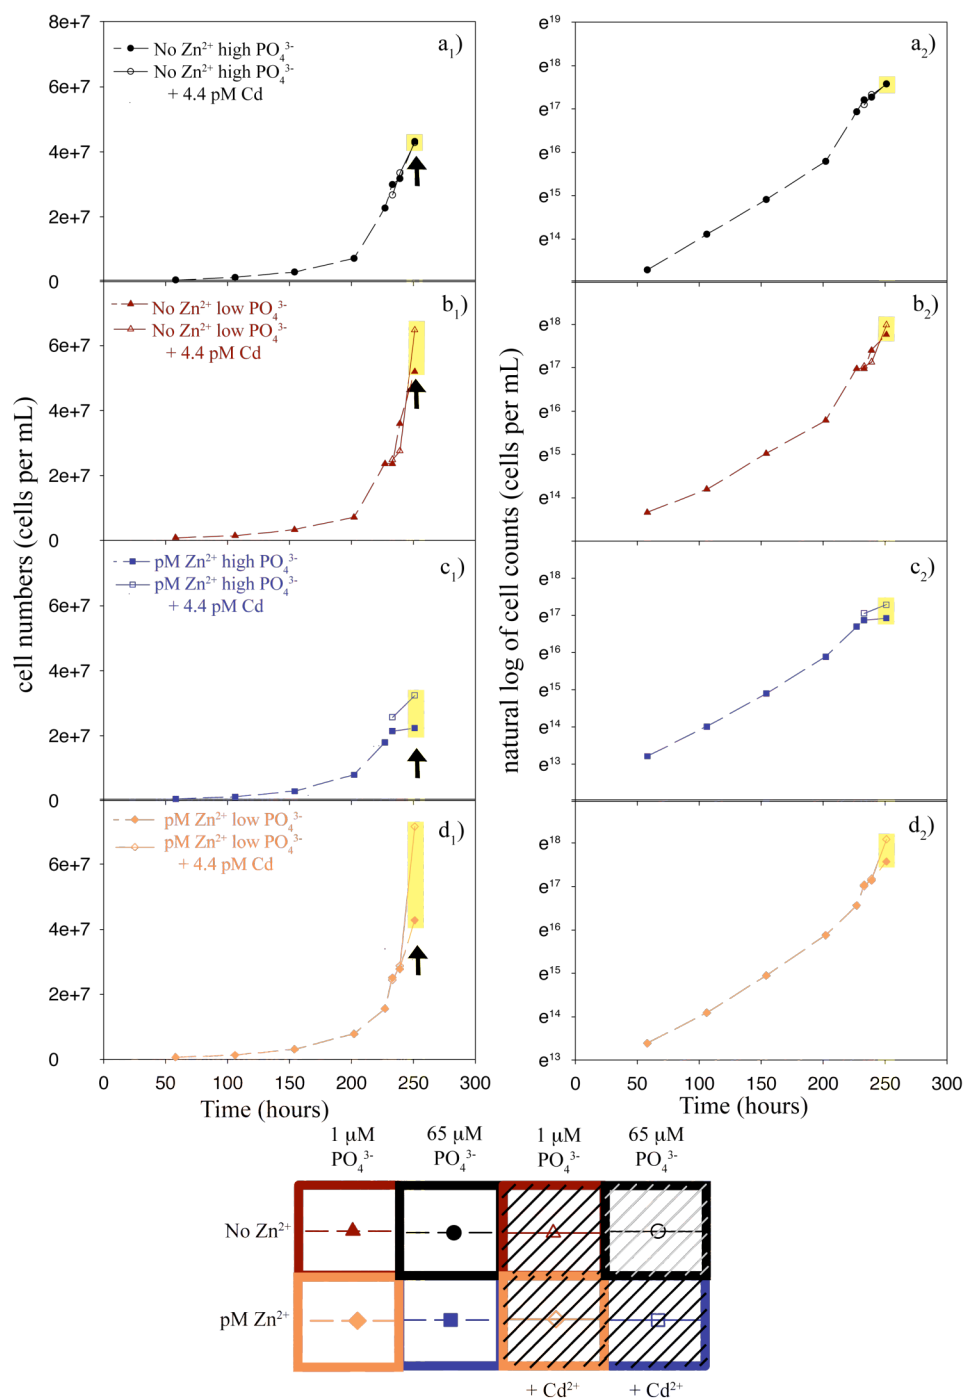 8e+7
6e+7
4e+7
2e+7
0
No Zn²⁺ high PO₄³⁻
No Zn²⁺ high PO₄³⁻
+ 4.4 pM Cd
a₁)
e¹⁹
e¹⁸
e¹⁷
e¹⁶
e¹⁵
e¹⁴
a₂)
6e+7
4e+7
2e+7
0
No Zn²⁺ low PO₄³⁻
No Zn²⁺ low PO₄³⁻
+ 4.4 pM Cd
b₁)
e¹⁸
e¹⁷
e¹⁶
e¹⁵
e¹⁴
b₂)
cell numbers (cells per mL)
natural log of cell counts (cells per mL)
6e+7
4e+7
2e+7
0
pM Zn²⁺ high PO₄³⁻
pM Zn²⁺ high PO₄³⁻
+ 4.4 pM Cd
c₁)
e¹⁸
e¹⁷
e¹⁶
e¹⁵
e¹⁴
e¹³
c₂)
6e+7
4e+7
2e+7
0
pM Zn²⁺ low PO₄³⁻
pM Zn²⁺ low PO₄³⁻
+ 4.4 pM Cd
d₁)
e¹⁸
e¹⁷
e¹⁶
e¹⁵
e¹⁴
e¹³
d₂)
0 50 100 150 200 250 300
Time (hours)
0 50 100 150 200 250 300
Time (hours)
1 µM 65 µM 1 µM 65 µM
PO₄³⁻ PO₄³⁻ PO₄³⁻ PO₄³⁻
No Zn²⁺
pM Zn²⁺
+ Cd²⁺ + Cd²⁺